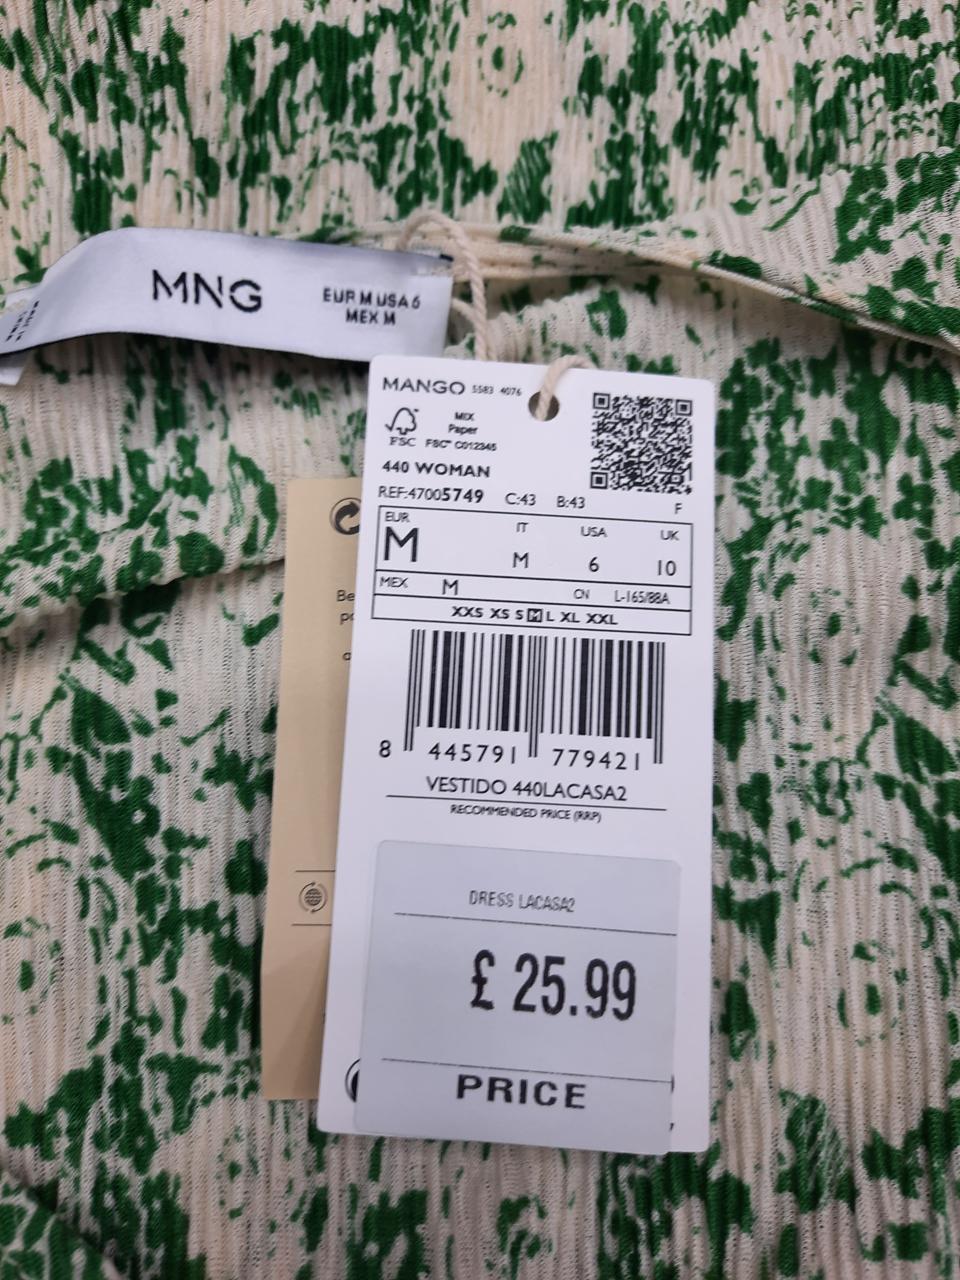 MNG
EUR M USA 6
MEX M
MANGO 5583 4076
MIX
Paper
FSC FSC™ C012345
440 WOMAN
REF:47005749 C:43 B:43 F
EUR IT USA UK
M M 6 10
MEX M CN L-165/88A
XXS XS S M L XL XXL
8 445791 779421
VESTIDO 440LACASA2
RECOMMENDED PRICE (RRP)
DRESS LACASA2
£ 25.99
PRICE
Be